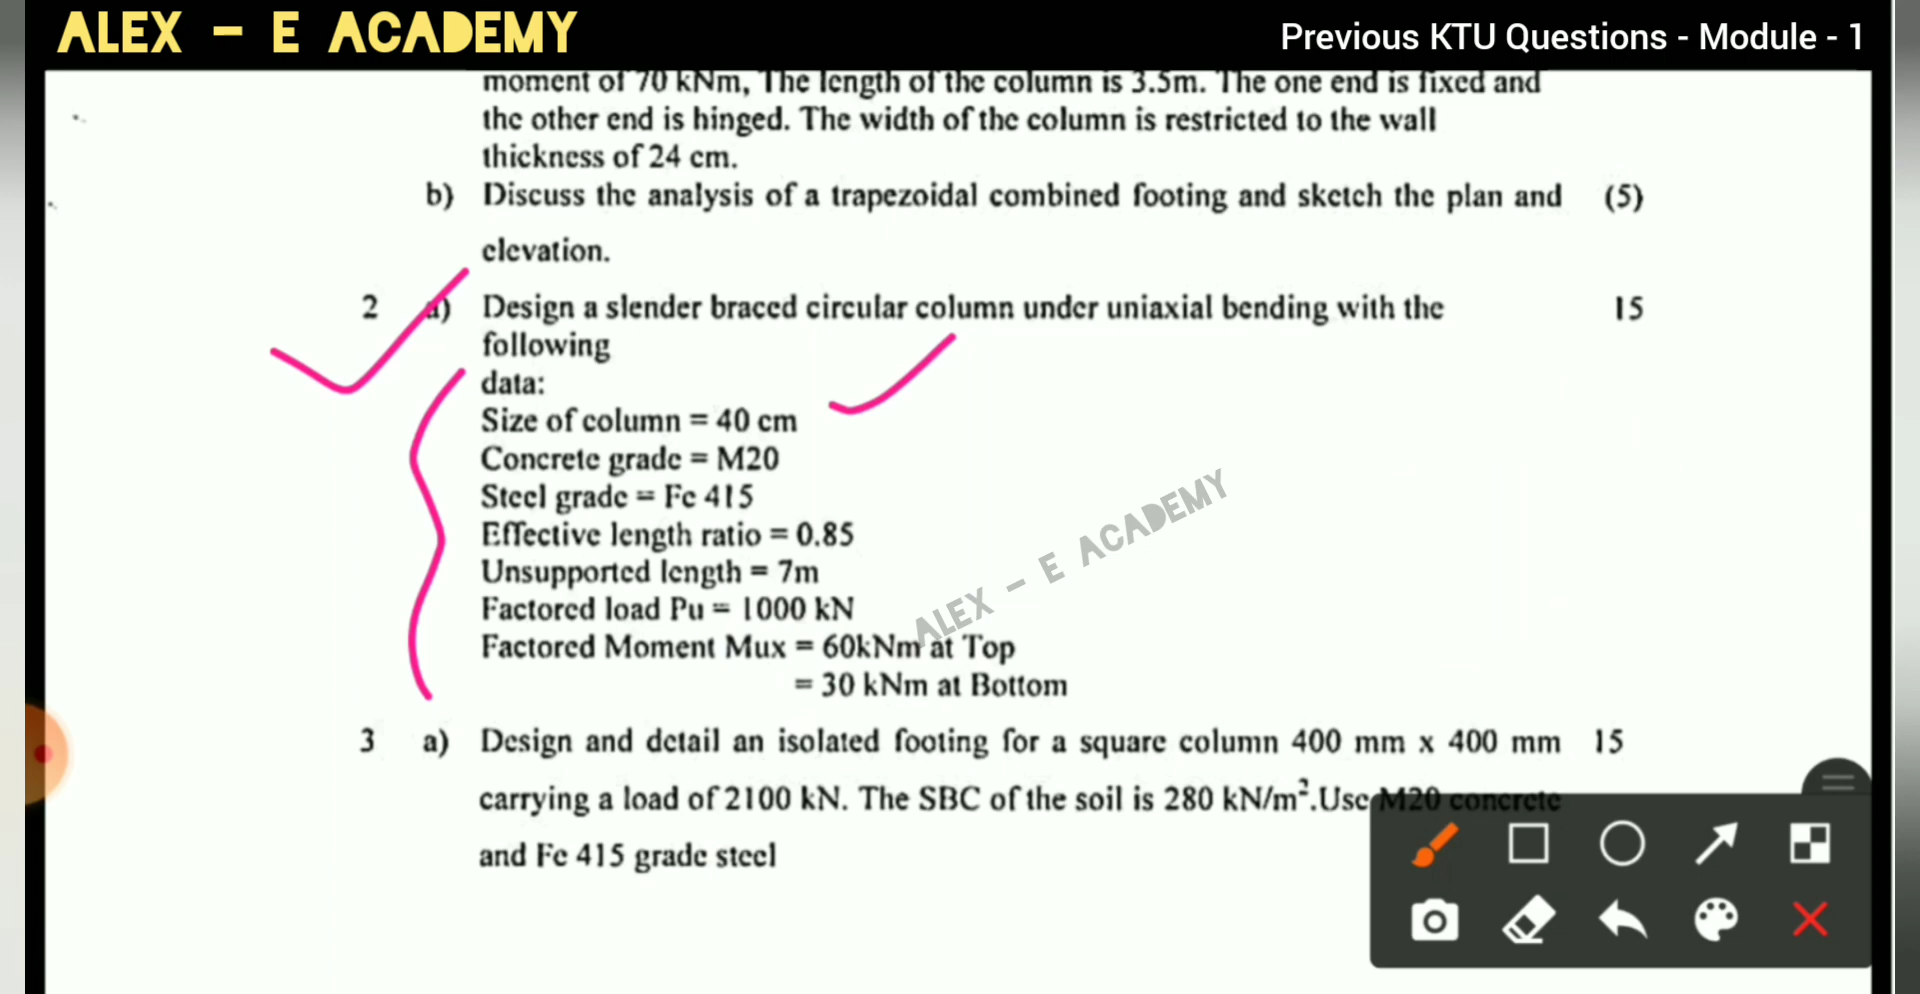 ALEX - E ACADEMY
Previous KTU Questions - Module - 1
moment of 70 kNm, The length of the column is 3.5m. The one end is fixed and
the other end is hinged. The width of the column is restricted to the wall
thickness of 24 cm.
b) Discuss the analysis of a trapezoidal combined footing and sketch the plan and (5)
elevation.
2 a) Design a slender braced circular column under uniaxial bending with the 15
following
data:
Size of column = 40 cm
Concrete grade = M20
Steel grade = Fe 415
Effective length ratio = 0.85
Unsupported length = 7m
Factored load Pu = 1000 kN
Factored Moment Mux = 60kNm at Top
= 30 kNm at Bottom
ALEX - E ACADEMY
3 a) Design and detail an isolated footing for a square column 400 mm x 400 mm 15
carrying a load of 2100 kN. The SBC of the soil is 280 kN/m².Use M20 concrete
and Fe 415 grade steel